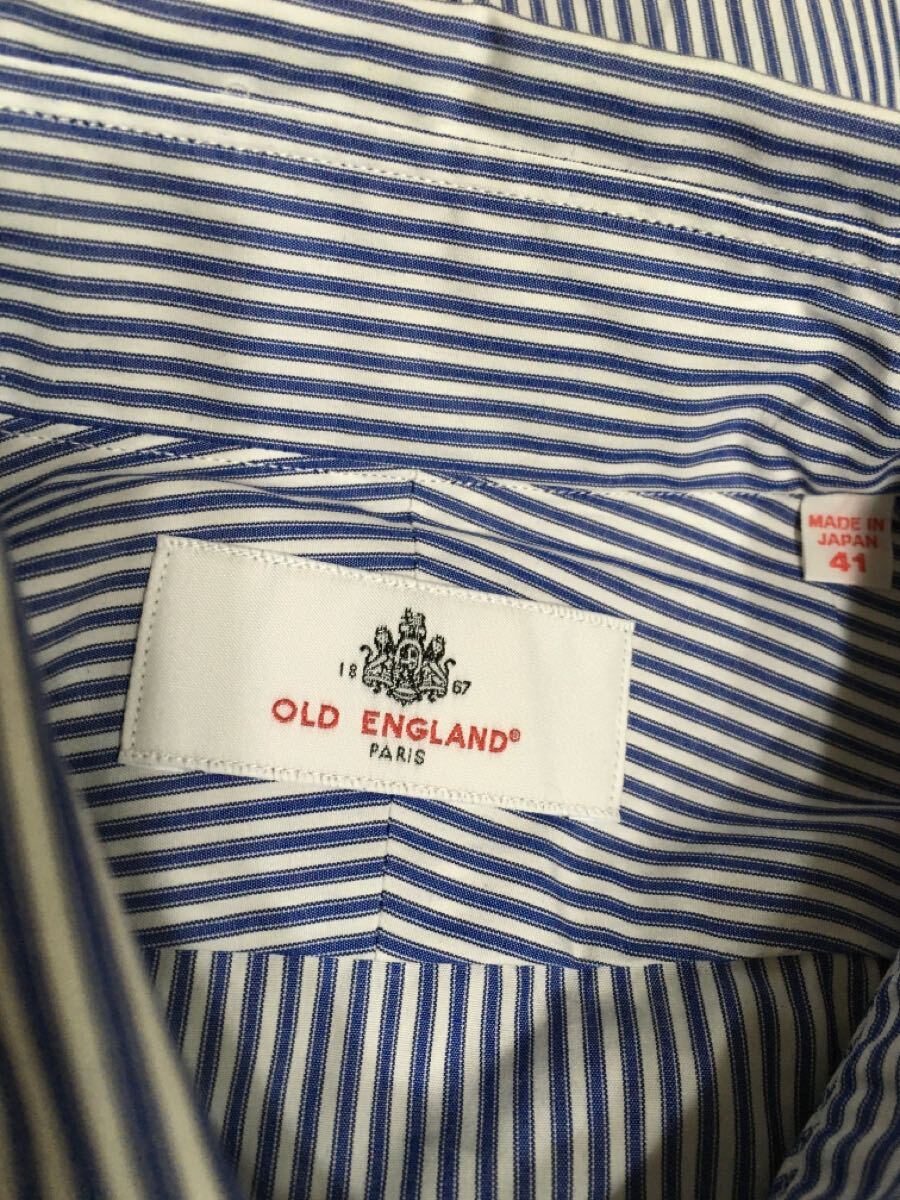 MADE IN
JAPAN
41
18 67
OLD ENGLAND®
PARIS